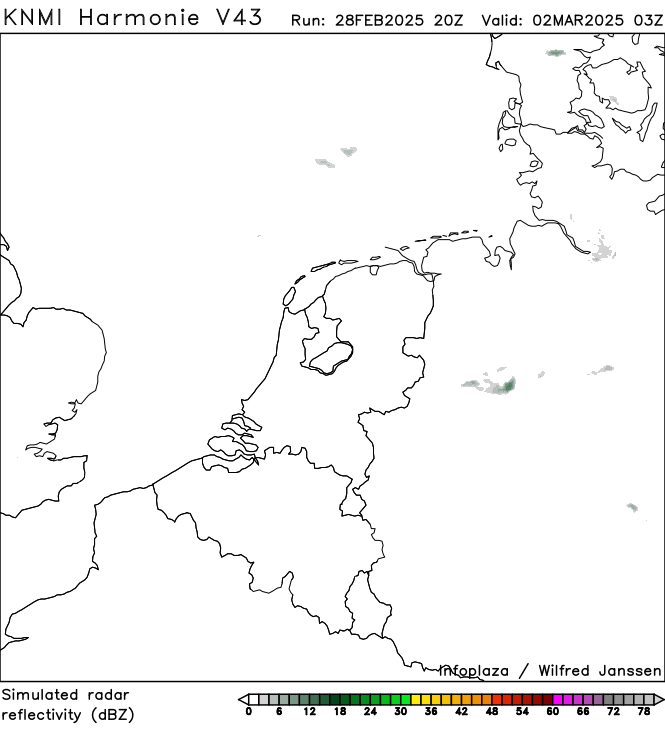 KNMI Harmonie V43 Run: 28FEB2025 20Z Valid: 02MAR2025 03Z
Infoplaza / Wilfred Janssen
Simulated radar
reflectivity (dBZ)
0 6 12 18 24 30 36 42 48 54 60 66 72 78